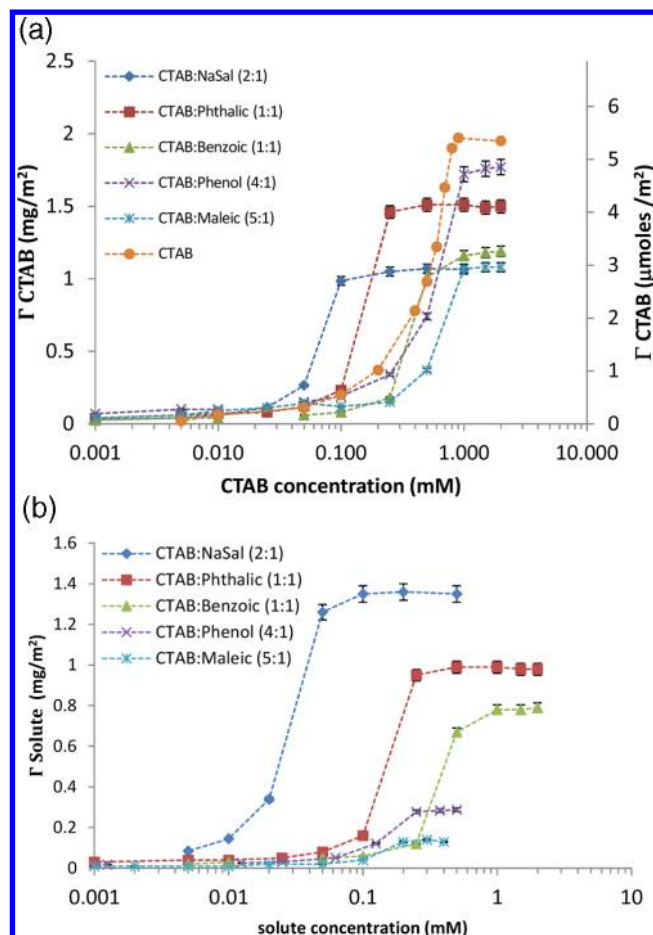 (a)
Γ CTAB (mg/m²)
2.5
2
1.5
1
0.5
0
CTAB:NaSal (2:1)
CTAB:Phthalic (1:1)
CTAB:Benzoic (1:1)
CTAB:Phenol (4:1)
CTAB:Maleic (5:1)
CTAB
6
5
4
3
2
1
0
Γ CTAB (μmoles /m²)
0.001 0.010 0.100 1.000 10.000
CTAB concentration (mM)
(b)
Γ Solute (mg/m²)
1.6
1.4
1.2
1
0.8
0.6
0.4
0.2
0
CTAB:NaSal (2:1)
CTAB:Phthalic (1:1)
CTAB:Benzoic (1:1)
CTAB:Phenol (4:1)
CTAB:Maleic (5:1)
0.001 0.01 0.1 1 10
solute concentration (mM)